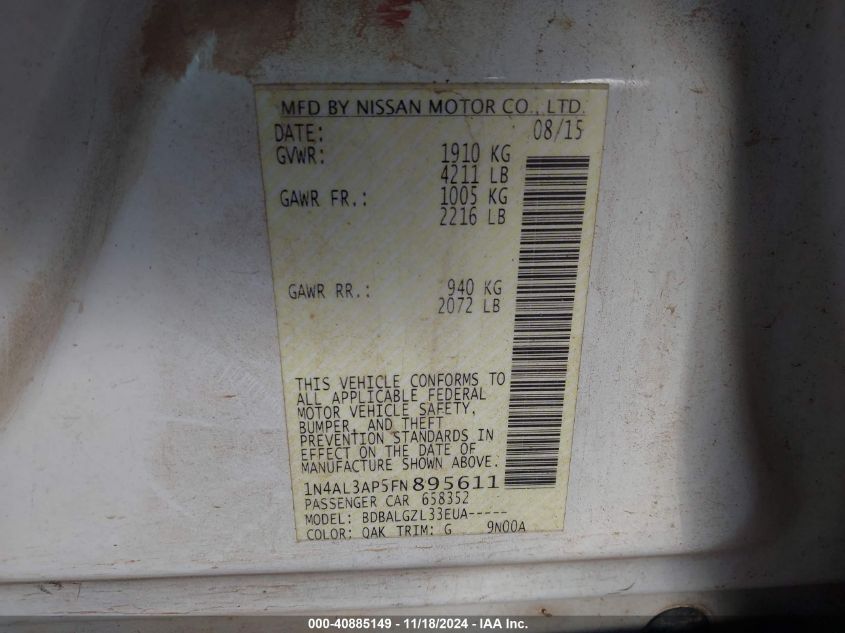 MFD BY NISSAN MOTOR CO., LTD.
DATE: 08/15
GVWR: 1910 KG
4211 LB
GAWR FR.: 1005 KG
2216 LB
GAWR RR.: 940 KG
2072 LB
THIS VEHICLE CONFORMS TO
ALL APPLICABLE FEDERAL
MOTOR VEHICLE SAFETY,
BUMPER, AND THEFT
PREVENTION STANDARDS IN
EFFECT ON THE DATE OF
MANUFACTURE SHOWN ABOVE.
1N4AL3AP5FN895611
PASSENGER CAR 658352
MODEL: BDBALGZL33EUA-----
COLOR: QAK TRIM: G 9N00A
000-40885149 - 11/18/2024 - IAA Inc.